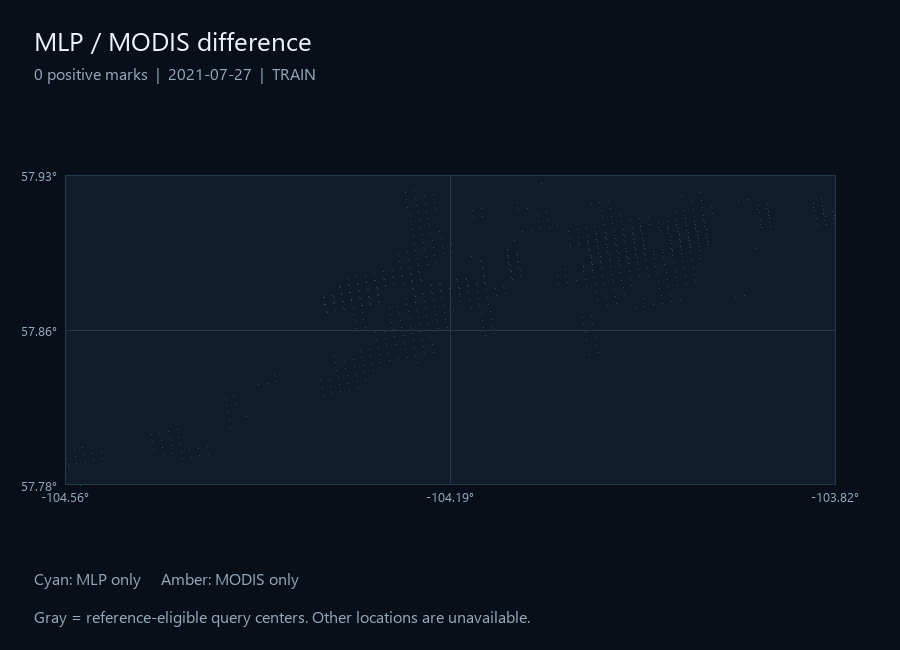 MLP / MODIS difference
0 positive marks | 2021-07-27 | TRAIN
57.93°
57.86°
57.78°
-104.56°
-104.19°
-103.82°
Cyan: MLP only Amber: MODIS only
Gray = reference-eligible query centers. Other locations are unavailable.